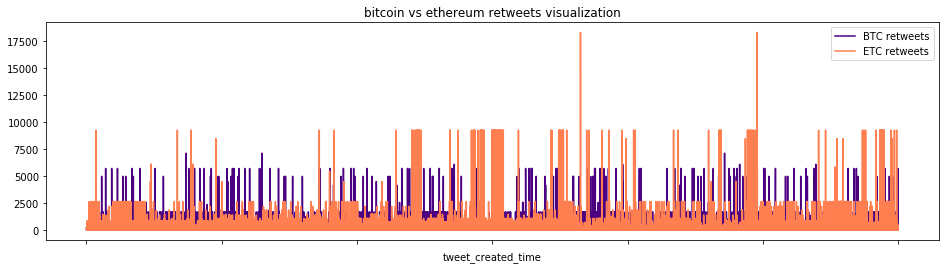 bitcoin vs ethereum retweets visualization
BTC retweets
ETC retweets
17500
15000
12500
10000
7500
5000
2500
0
tweet_created_time